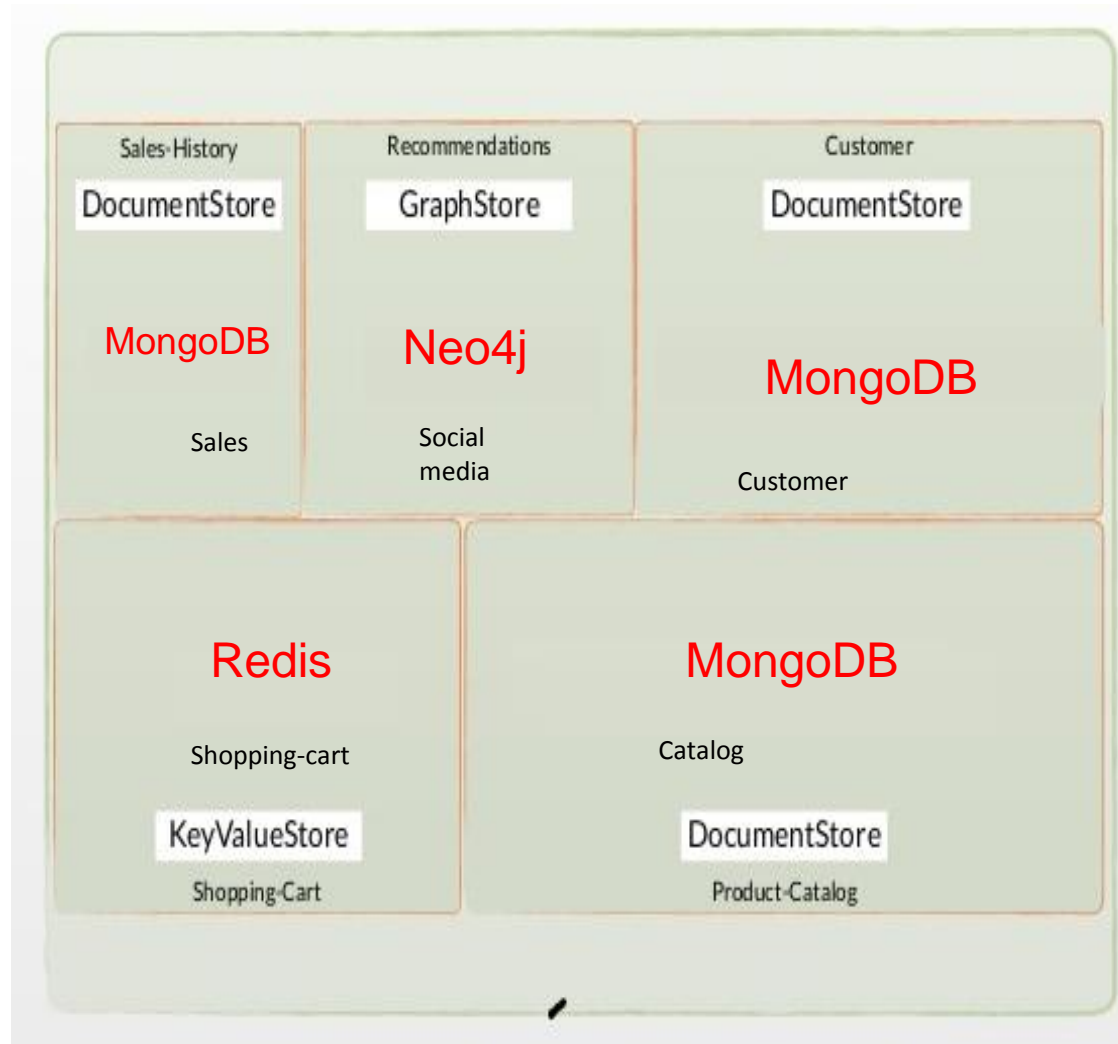 Sales-History
DocumentStore
MongoDB
Sales
Recommendations
GraphStore
Neo4j
Social
media
Customer
DocumentStore
MongoDB
Customer
Redis
Shopping-cart
KeyValueStore
Shopping-Cart
MongoDB
Catalog
DocumentStore
Product-Catalog